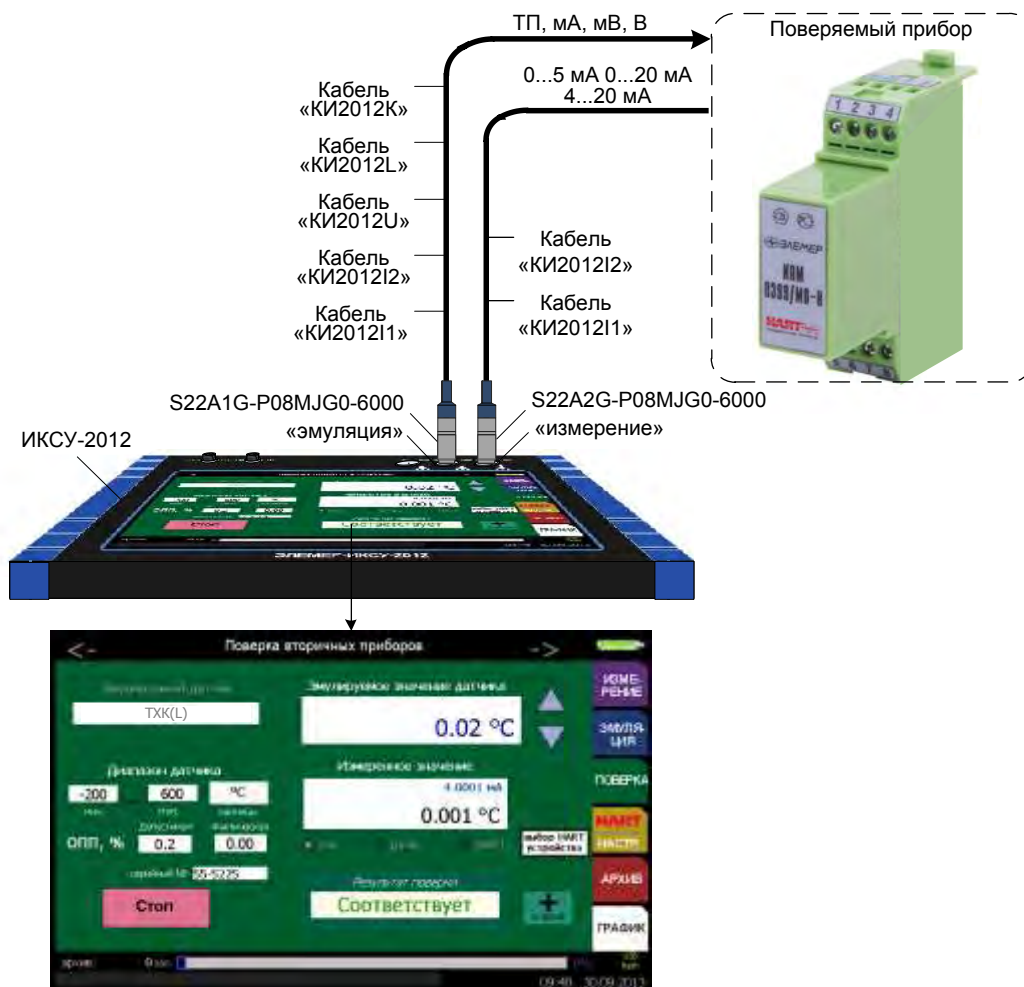 ТП, мА, мВ, В
Поверяемый прибор
0...5 мА 0...20 мА
4...20 мА
Кабель
«КИ2012К»
Кабель
«КИ2012L»
Кабель
«КИ2012U»
Кабель
«КИ2012I2»
Кабель
«КИ2012I1»
Кабель
«КИ2012I2»
Кабель
«КИ2012I1»
1 2 3 4
ЭЛЕМЕР
HART
S22A1G-P08MJG0-6000
«эмуляция»
S22A2G-P08MJG0-6000
«измерение»
ИКСУ-2012
Стоп
Соответствует
ЭЛЕМЕР-ИКСУ-2012
<-
Поверка вторичных приборов
->
ТХК(L)
Эмулируемое значение датчика
0.02 °C
Диапазон датчика
-200
600
°C
Измеренное значение
4.0001 мА
0.001 °C
ОПП, %
0.2
0.00
серийный №
55-5225
выбор HART
устройства
Стоп
Результат поверки
Соответствует
+
ИЗМЕ-
РЕНИЕ
ЭМУЛЯ-
ЦИЯ
ПОВЕРКА
HART
НАСТР.
АРХИВ
ГРАФИК
архив
09:48 30.09.2013